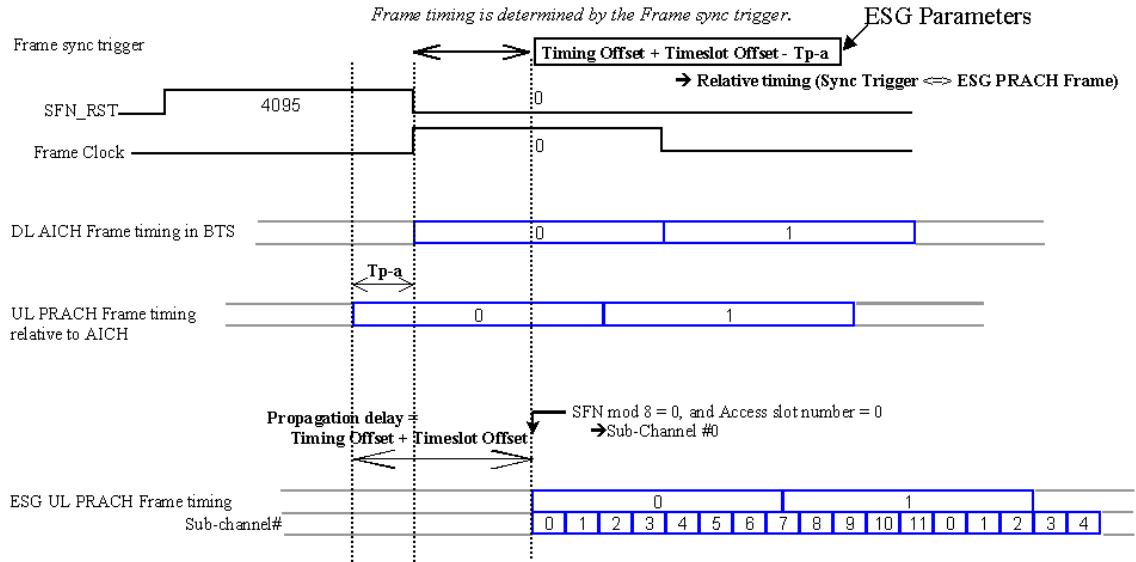 Frame timing is determined by the Frame sync trigger.
ESG Parameters
Frame sync trigger
Timing Offset + Timeslot Offset - Tp-a
➔ Relative timing (Sync Trigger <=> ESG PRACH Frame)
SFN_RST
4095
0
Frame Clock
0
DL AICH Frame timing in BTS
0
1
Tp-a
UL PRACH Frame timing
relative to AICH
0
1
Propagation delay =
Timing Offset + Timeslot Offset
SFN mod 8 = 0, and Access slot number = 0
➔Sub-Channel #0
ESG UL PRACH Frame timing
0
1
Sub-channel#
0 1 2 3 4 5 6 7 8 9 10 11 0 1 2 3 4